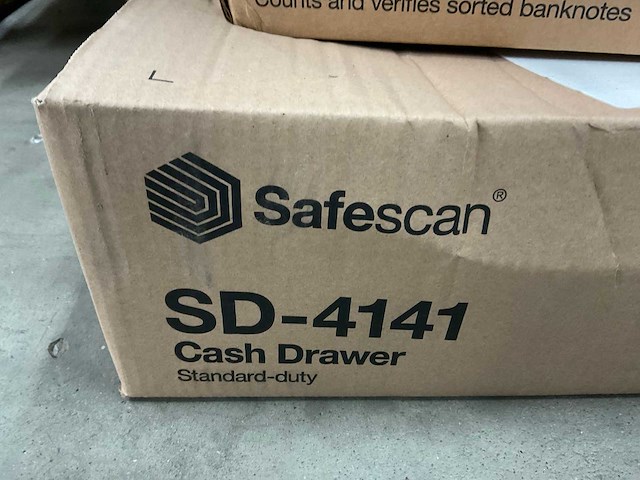 Counts and verifies sorted banknotes
Safescan®
SD-4141
Cash Drawer
Standard-duty